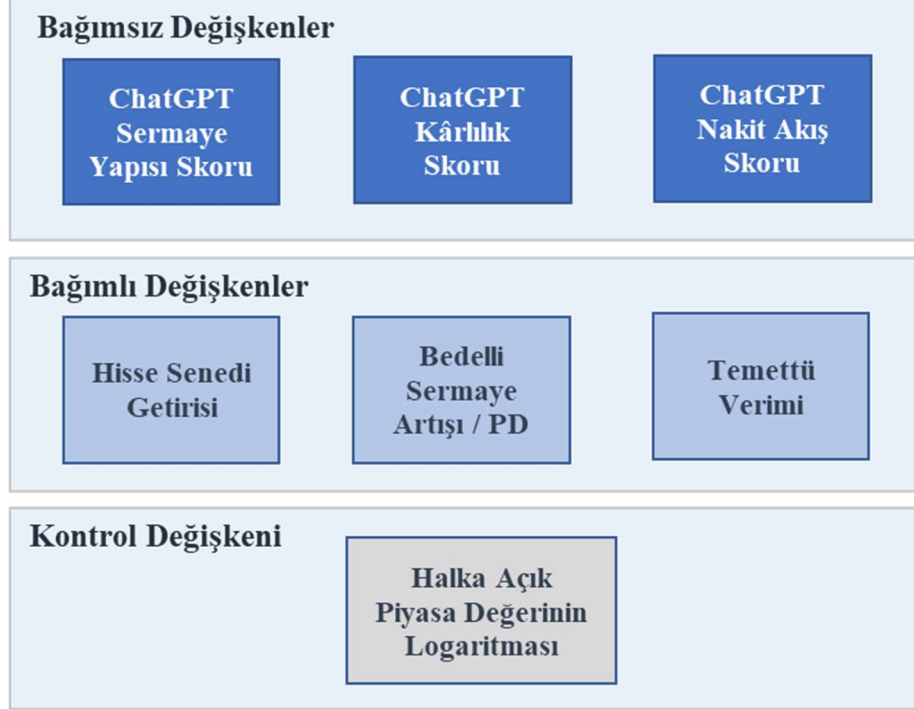 Bağımsız Değişkenler
ChatGPT
Sermaye
Yapısı Skoru
ChatGPT
Kârlılık
Skoru
ChatGPT
Nakit Akış
Skoru
Bağımlı Değişkenler
Hisse Senedi
Getirisi
Bedelli
Sermaye
Artışı / PD
Temettü
Verimi
Kontrol Değişkeni
Halka Açık
Piyasa Değerinin
Logaritması